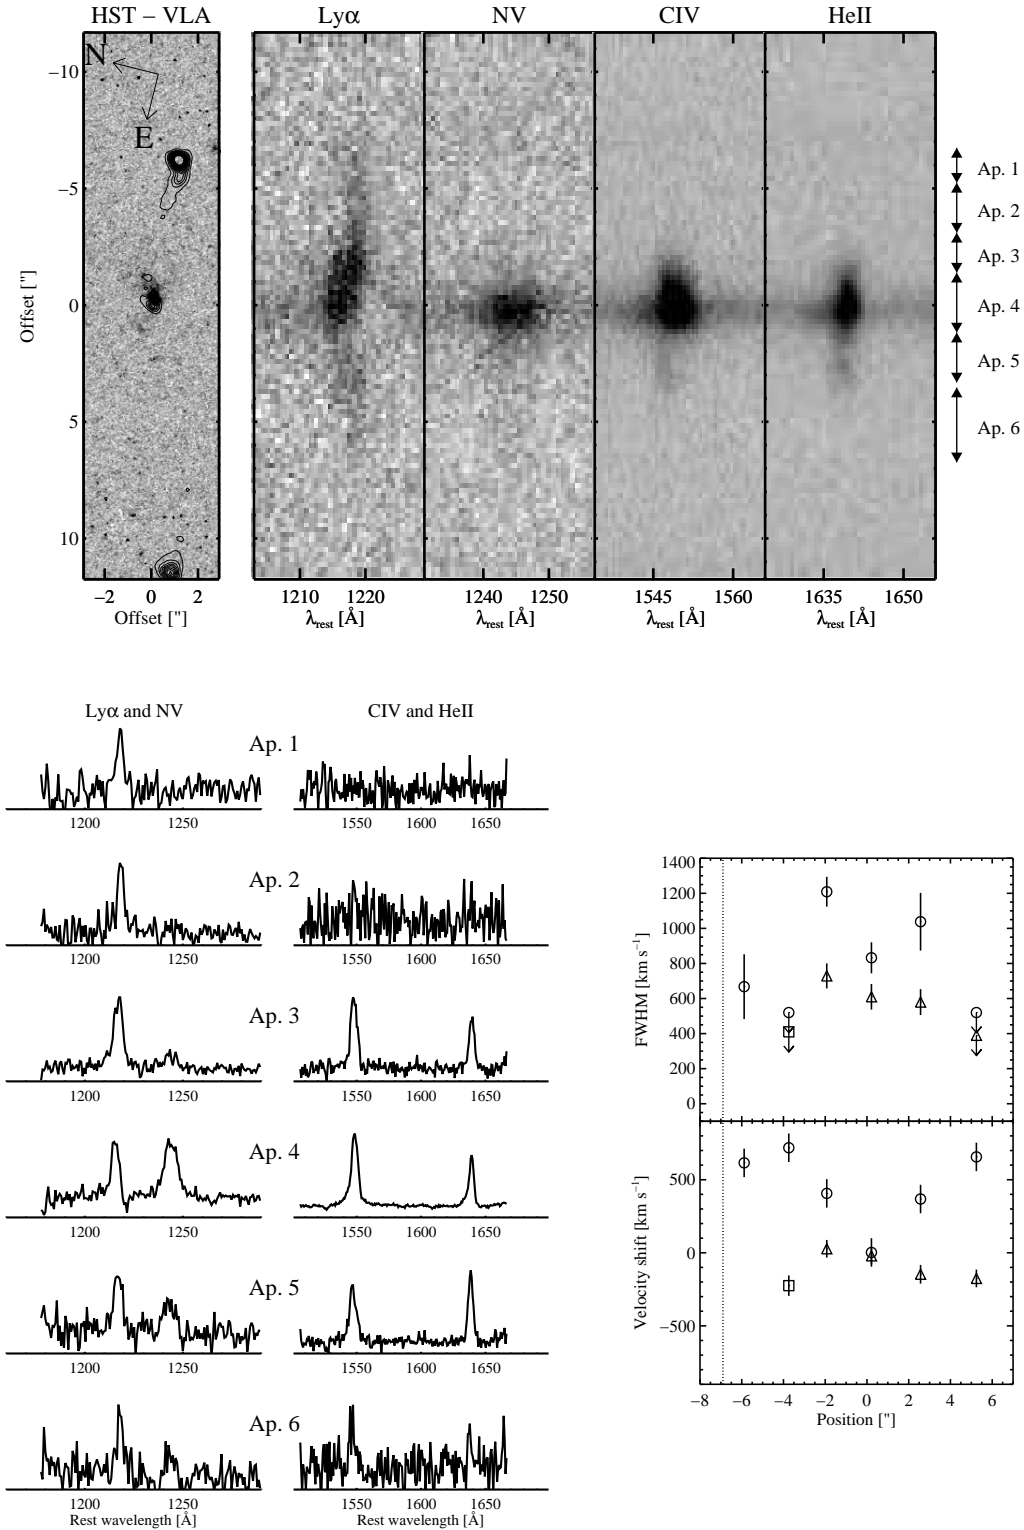 HST − VLA
Lyα
NV
CIV
HeII
N
E
Offset ["]
−10
−5
0
5
10
−2 0 2
Offset ["]
1210 1220
λrest [Å]
1240 1250
λrest [Å]
1545 1560
λrest [Å]
1635 1650
λrest [Å]
Ap. 1
Ap. 2
Ap. 3
Ap. 4
Ap. 5
Ap. 6
Lyα and NV
CIV and HeII
Ap. 1
1200 1250
1550 1600 1650
Ap. 2
1200 1250
1550 1600 1650
Ap. 3
1200 1250
1550 1600 1650
Ap. 4
1200 1250
1550 1600 1650
Ap. 5
1200 1250
1550 1600 1650
Ap. 6
1200 1250
1550 1600 1650
Rest wavelength [Å]
Rest wavelength [Å]
FWHM [km s−1]
1400
1200
1000
800
600
400
200
0
Velocity shift [km s−1]
500
0
−500
−8 −6 −4 −2 0 2 4 6
Position ["]